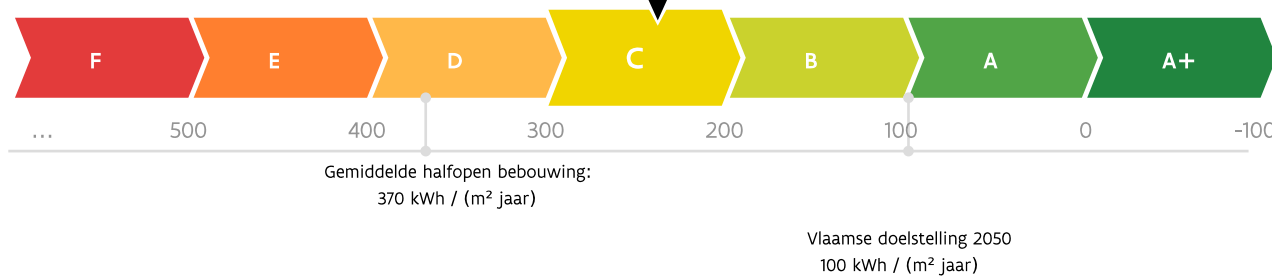 F E D C B A A+
... 500 400 300 200 100 0 -100
Gemiddelde halfopen bebouwing:
370 kWh / (m² jaar)
Vlaamse doelstelling 2050
100 kWh / (m² jaar)